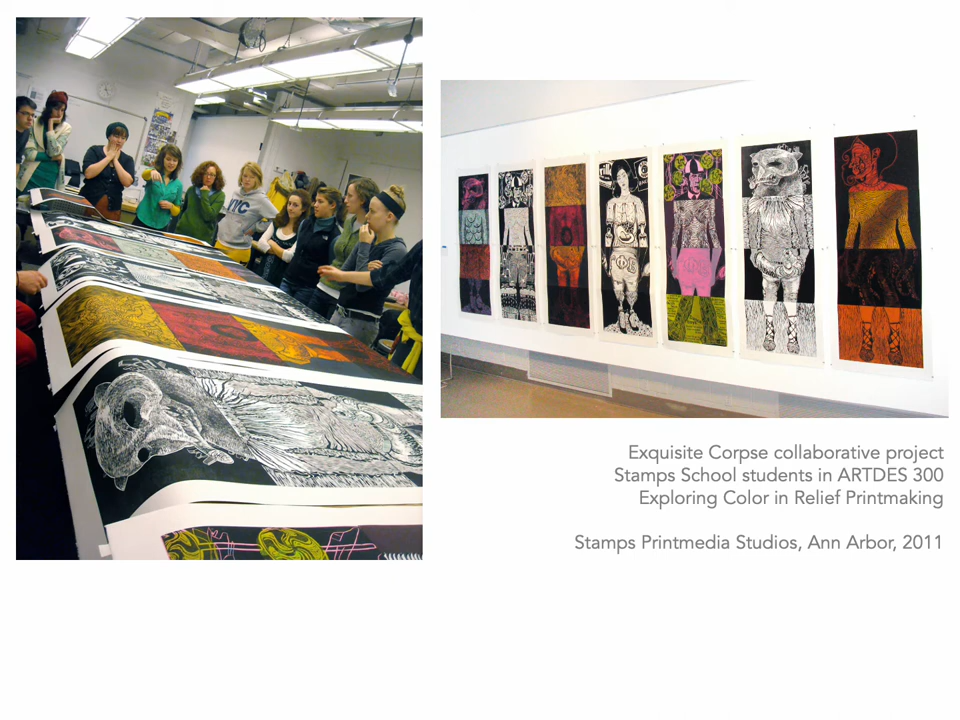 NYC
Exquisite Corpse collaborative project
Stamps School students in ARTDES 300
Exploring Color in Relief Printmaking
Stamps Printmedia Studios, Ann Arbor, 2011